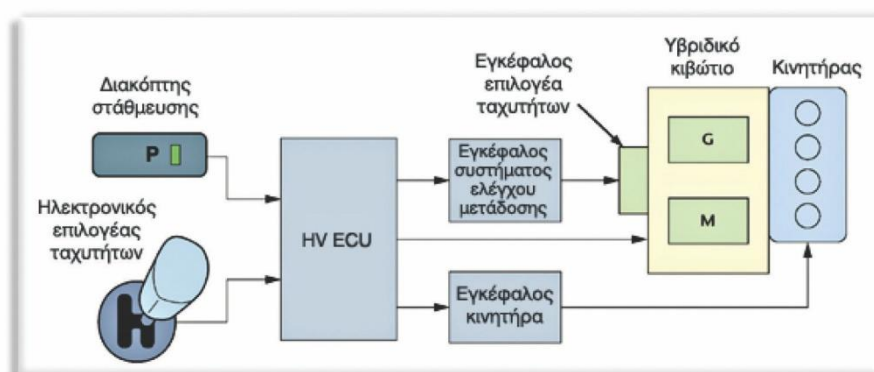 Διακόπτης
στάθμευσης
P
Ηλεκτρονικός
επιλογέας
ταχυτήτων
HV ECU
Εγκέφαλος
συστήματος
ελέγχου
μετάδοσης
Εγκέφαλος
κινητήρα
Εγκέφαλος
επιλογέα
ταχυτήτων
Υβριδικό
κιβώτιο
G
M
Κινητήρας